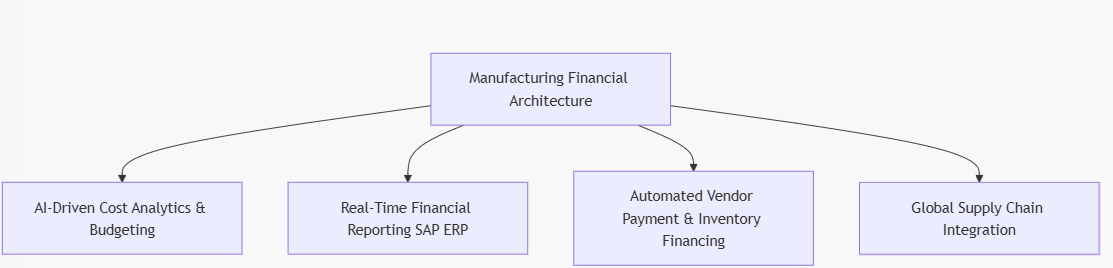 Manufacturing Financial
Architecture
AI-Driven Cost Analytics &
Budgeting
Real-Time Financial
Reporting SAP ERP
Automated Vendor
Payment & Inventory
Financing
Global Supply Chain
Integration